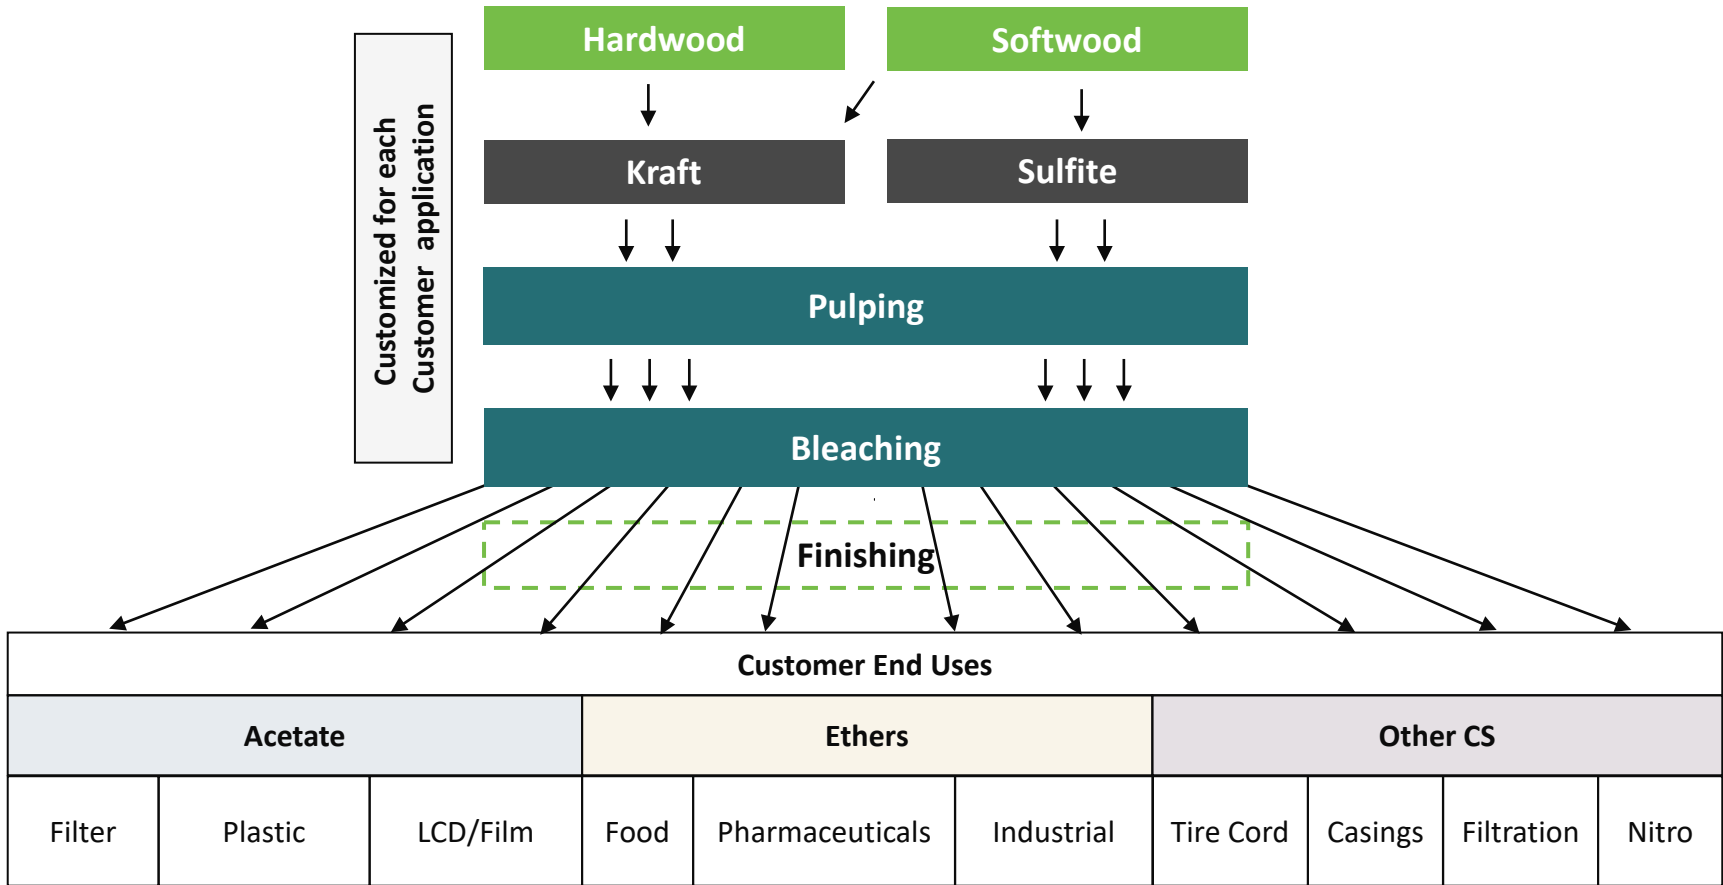 Hardwood
Softwood
Customized for each
Customer application
Kraft
Sulfite
Pulping
Bleaching
Finishing
Customer End Uses
Acetate
Ethers
Other CS
Filter
Plastic
LCD/Film
Food
Pharmaceuticals
Industrial
Tire Cord
Casings
Filtration
Nitro